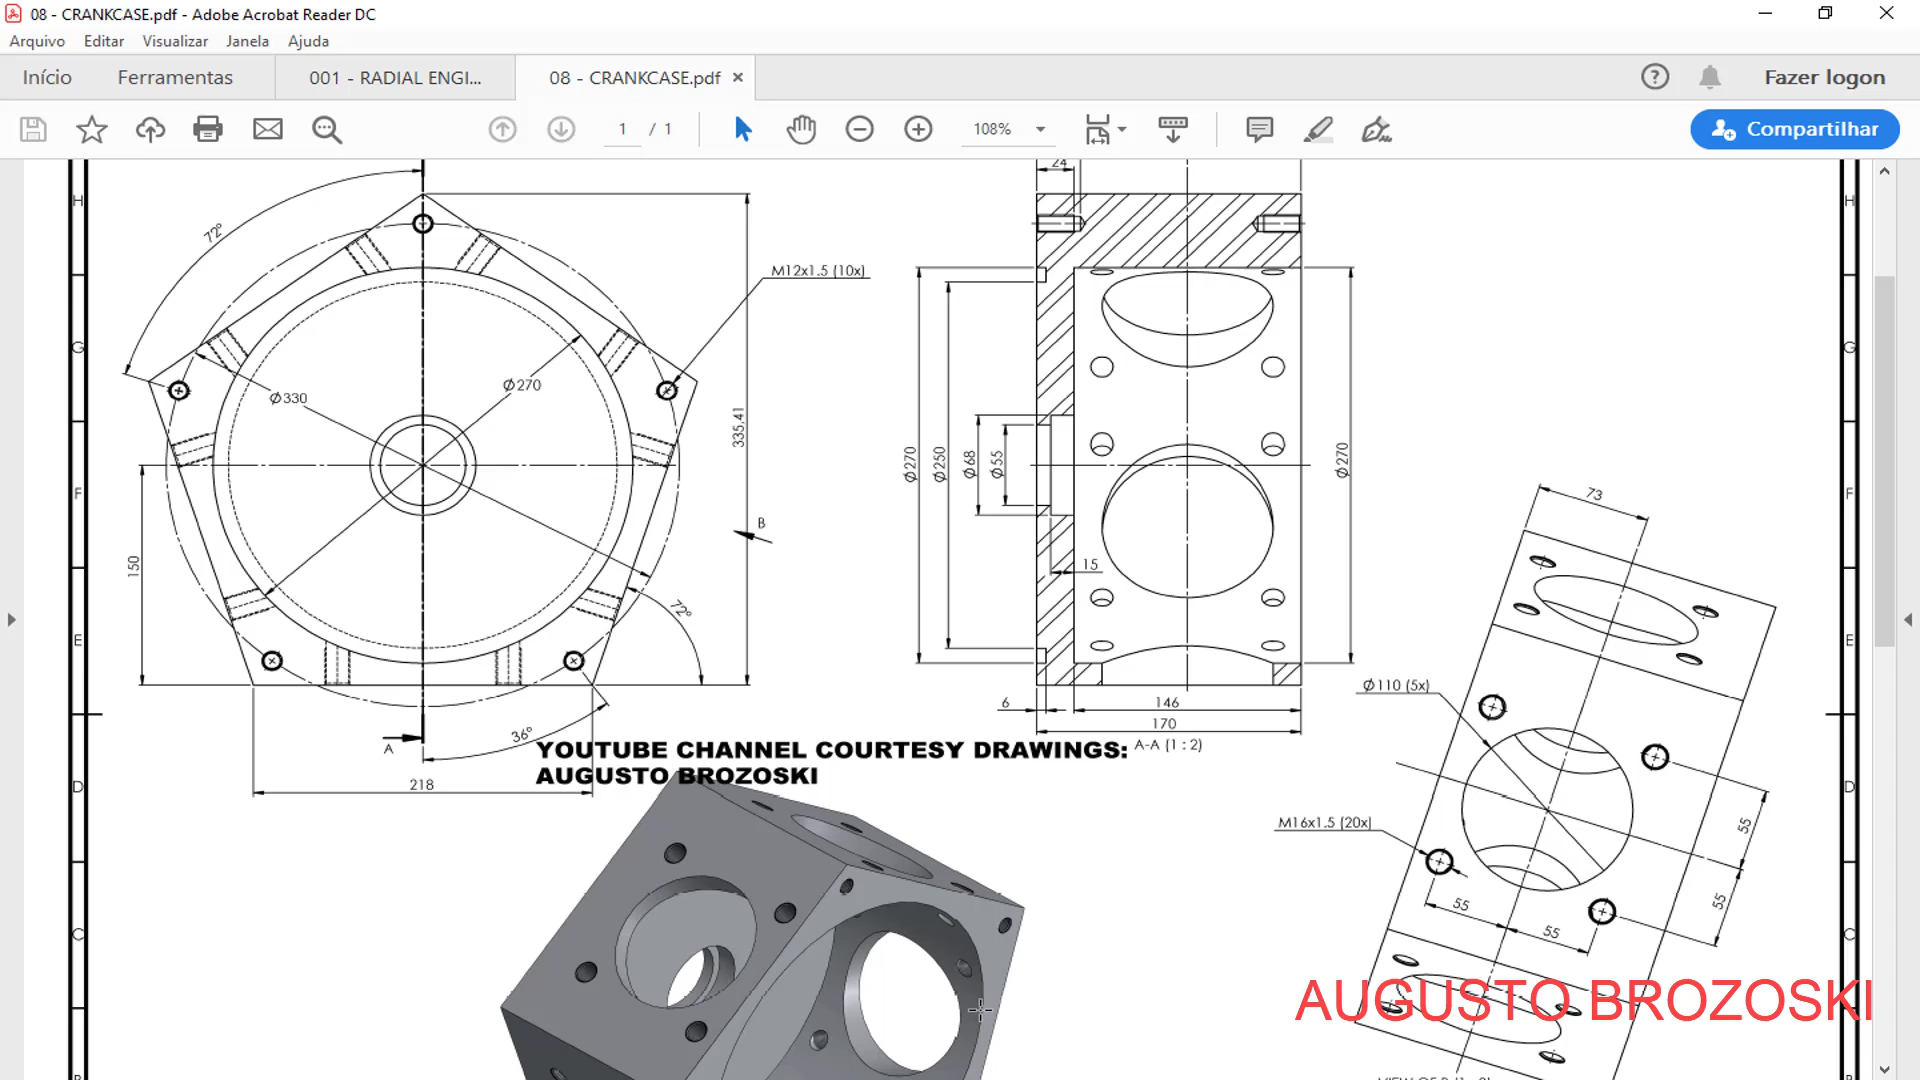 08 - CRANKCASE.pdf - Adobe Acrobat Reader DC
Arquivo Editar Visualizar Janela Ajuda
Início Ferramentas 001 - RADIAL ENGI... 08 - CRANKCASE.pdf × Fazer logon
1 / 1 108% Compartilhar
24
H H
72°
M12x1.5 (10x)
G G
Ø270
Ø330
335,41
Ø270 Ø250 Ø68 Ø55 Ø270
F F
73
B
150
15
72°
E E
Ø110 (5x)
6 146
170
36°
A
YOUTUBE CHANNEL COURTESY DRAWINGS: A-A (1 : 2)
AUGUSTO BROZOSKI
218
D D
M16x1.5 (20x)
55
55
55
55
C C
AUGUSTO BROZOSKI